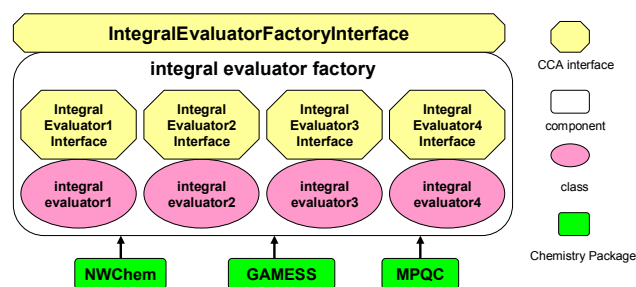 IntegralEvaluatorFactoryInterface
integral evaluator factory
Integral
Evaluator1
Interface
Integral
Evaluator2
Interface
Integral
Evaluator3
Interface
Integral
Evaluator4
Interface
integral
evaluator1
integral
evaluator2
integral
evaluator3
integral
evaluator4
NWChem
GAMESS
MPQC
CCA interface
component
class
Chemistry Package